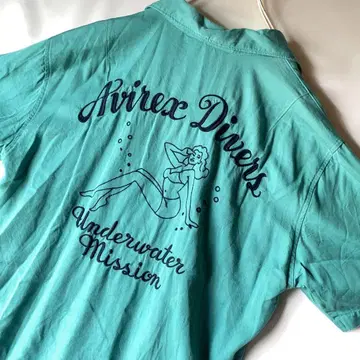 Avirex Divers
Underwater
Mission